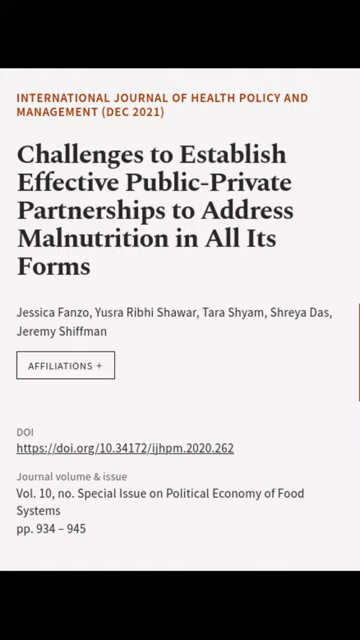 INTERNATIONAL JOURNAL OF HEALTH POLICY AND
MANAGEMENT (DEC 2021)
Challenges to Establish
Effective Public-Private
Partnerships to Address
Malnutrition in All Its
Forms
Jessica Fanzo, Yusra Ribhi Shawar, Tara Shyam, Shreya Das,
Jeremy Shiffman
AFFILIATIONS +
DOI
https://doi.org/10.34172/ijhpm.2020.262
Journal volume & issue
Vol. 10, no. Special Issue on Political Economy of Food
Systems
pp. 934 – 945